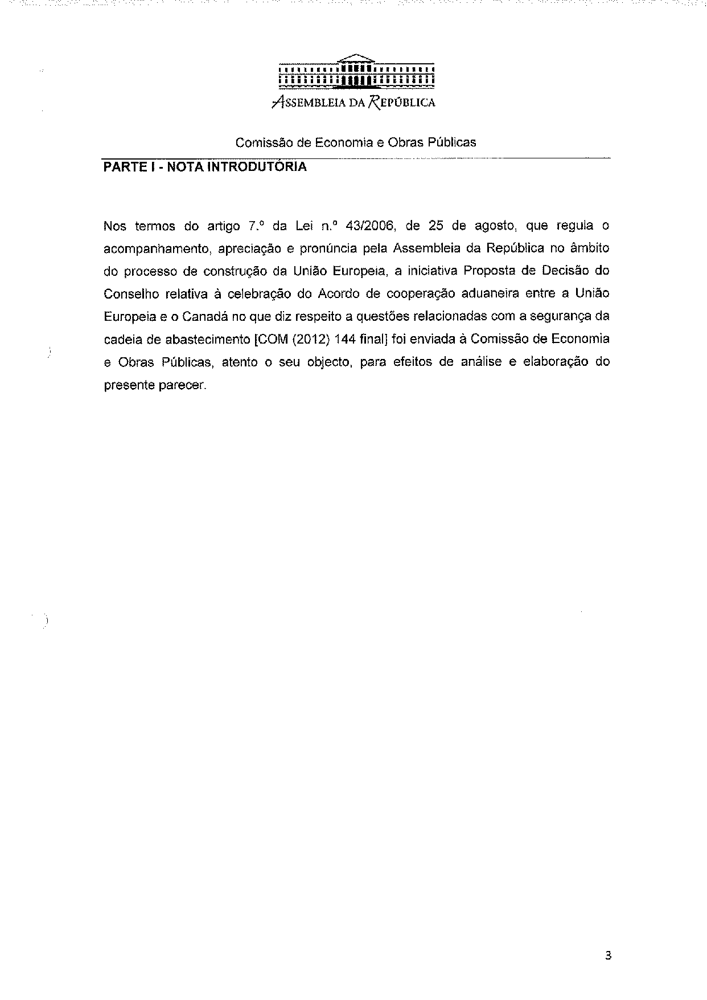 ASSEMBLEIA DA REPÚBLICA
Comissão de Economia e Obras Públicas
PARTE I - NOTA INTRODUTÓRIA
Nos termos do artigo 7.º da Lei n.º 43/2006, de 25 de agosto, que regula o
acompanhamento, apreciação e pronúncia pela Assembleia da República no âmbito
do processo de construção da União Europeia, a iniciativa Proposta de Decisão do
Conselho relativa à celebração do Acordo de cooperação aduaneira entre a União
Europeia e o Canadá no que diz respeito a questões relacionadas com a segurança da
cadeia de abastecimento [COM (2012) 144 final] foi enviada à Comissão de Economia
e Obras Públicas, atento o seu objecto, para efeitos de análise e elaboração do
presente parecer.
3